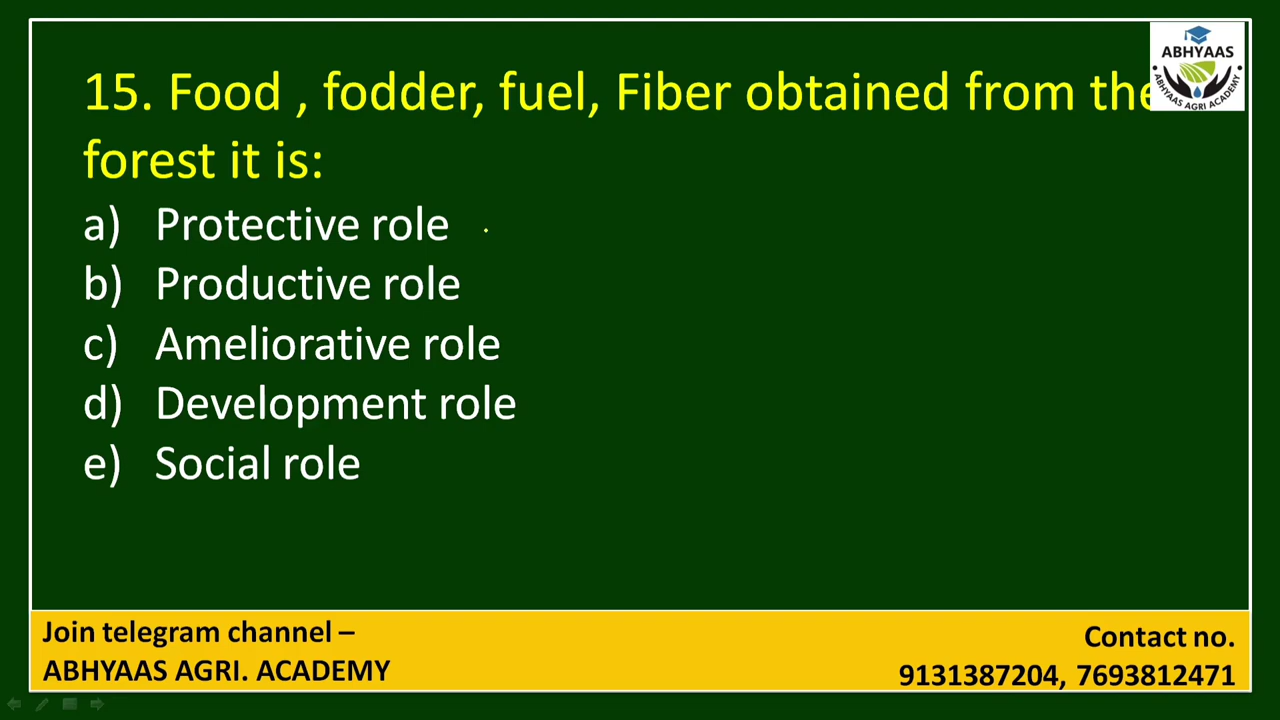 15. Food , fodder, fuel, Fiber obtained from the
forest it is:
a) Protective role
b) Productive role
c) Ameliorative role
d) Development role
e) Social role
ABHYAAS
ABHYAAS AGRI ACADEMY
Join telegram channel –
ABHYAAS AGRI. ACADEMY
Contact no.
9131387204, 7693812471